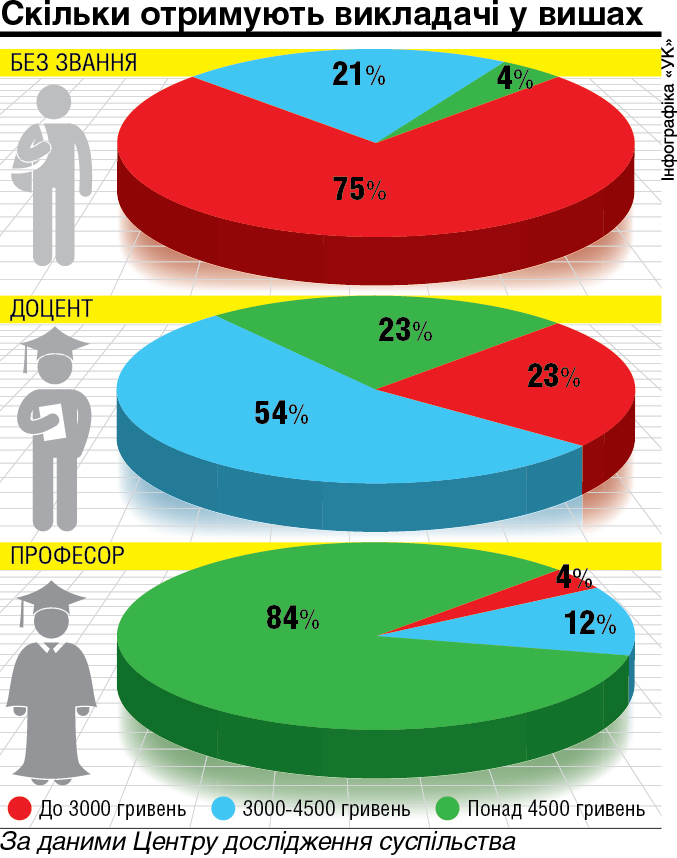 Скільки отримують викладачі у вишах
Інфографіка «УК»
БЕЗ ЗВАННЯ
21%
4%
75%
ДОЦЕНТ
23%
23%
54%
ПРОФЕСОР
4%
84%
12%
До 3000 гривень
3000-4500 гривень
Понад 4500 гривень
За даними Центру дослідження суспільства